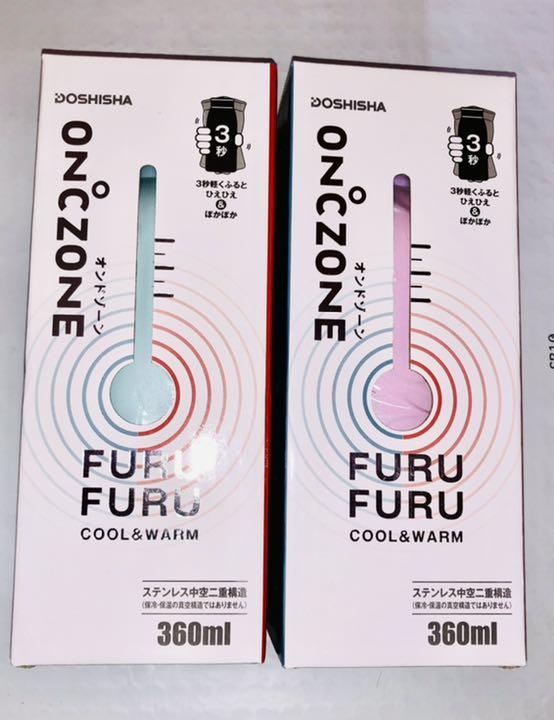 DOSHISHA
ON℃ZONE
オンドゾーン
3
秒
3秒軽くふると
ひえひえ
&
ぽかぽか
FURU
FURU
COOL&WARM
ステンレス中空二重構造
(保冷・保温の真空構造ではありません)
360ml
DOSHISHA
ON℃ZONE
オンドゾーン
3
秒
3秒軽くふると
ひえひえ
&
ぽかぽか
FURU
FURU
COOL&WARM
ステンレス中空二重構造
(保冷・保温の真空構造ではありません)
360ml